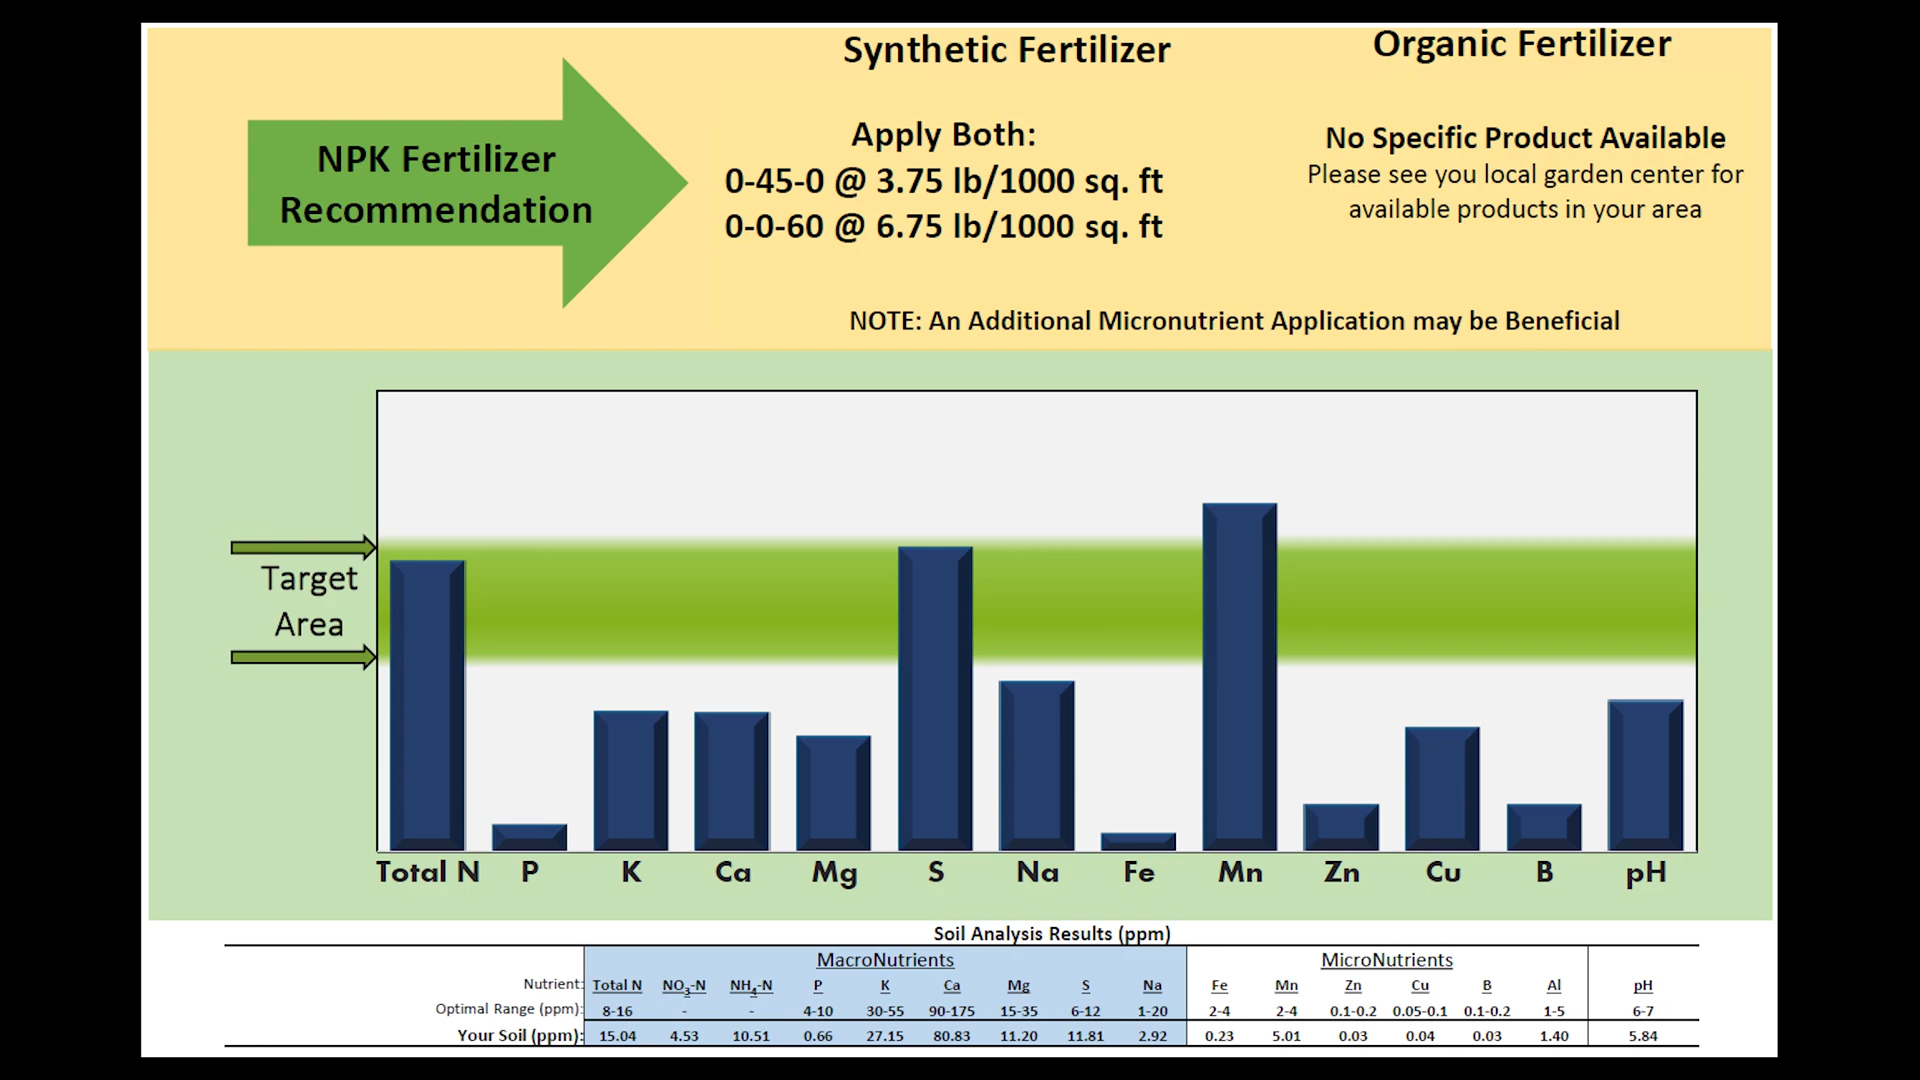 Synthetic Fertilizer
Organic Fertilizer
NPK Fertilizer
Recommendation
Apply Both:
0-45-0 @ 3.75 lb/1000 sq. ft
0-0-60 @ 6.75 lb/1000 sq. ft
No Specific Product Available
Please see you local garden center for
available products in your area
NOTE: An Additional Micronutrient Application may be Beneficial
Target
Area
Total N P K Ca Mg S Na Fe Mn Zn Cu B pH
Soil Analysis Results (ppm)
MacroNutrients MicroNutrients
Nutrient: Total N NO3-N NH4-N P K Ca Mg S Na Fe Mn Zn Cu B Al pH
Optimal Range (ppm): 8-16 - - 4-10 30-55 90-175 15-35 6-12 1-20 2-4 2-4 0.1-0.2 0.05-0.1 0.1-0.2 1-5 6-7
Your Soil (ppm): 15.04 4.53 10.51 0.66 27.15 80.83 11.20 11.81 2.92 0.23 5.01 0.03 0.04 0.03 1.40 5.84